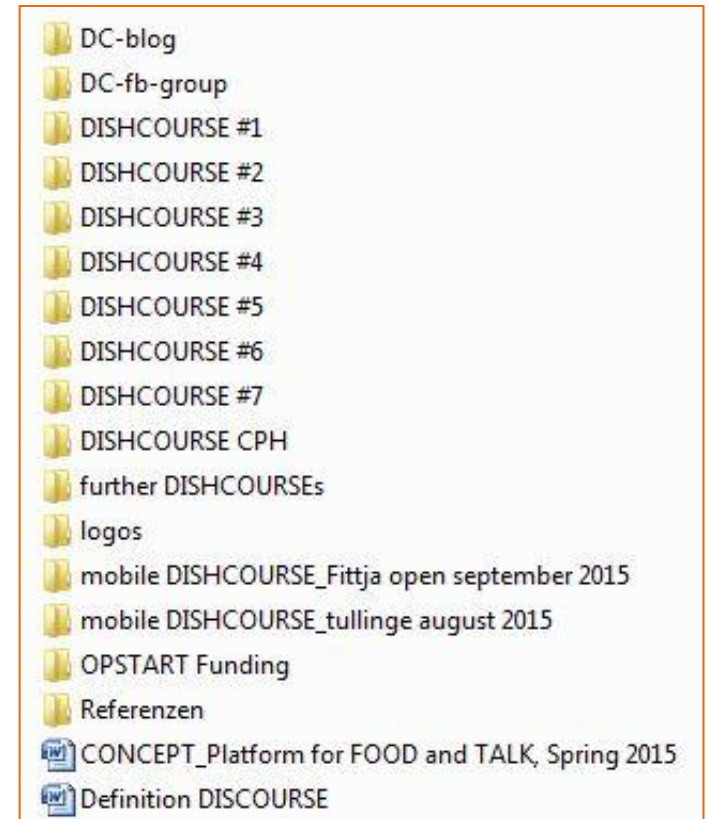 DC-blog
DC-fb-group
DISHCOURSE #1
DISHCOURSE #2
DISHCOURSE #3
DISHCOURSE #4
DISHCOURSE #5
DISHCOURSE #6
DISHCOURSE #7
DISHCOURSE CPH
further DISHCOURSEs
logos
mobile DISHCOURSE_Fittja open september 2015
mobile DISHCOURSE_tullinge august 2015
OPSTART Funding
Referenzen
CONCEPT_Platform for FOOD and TALK, Spring 2015
Definition DISCOURSE